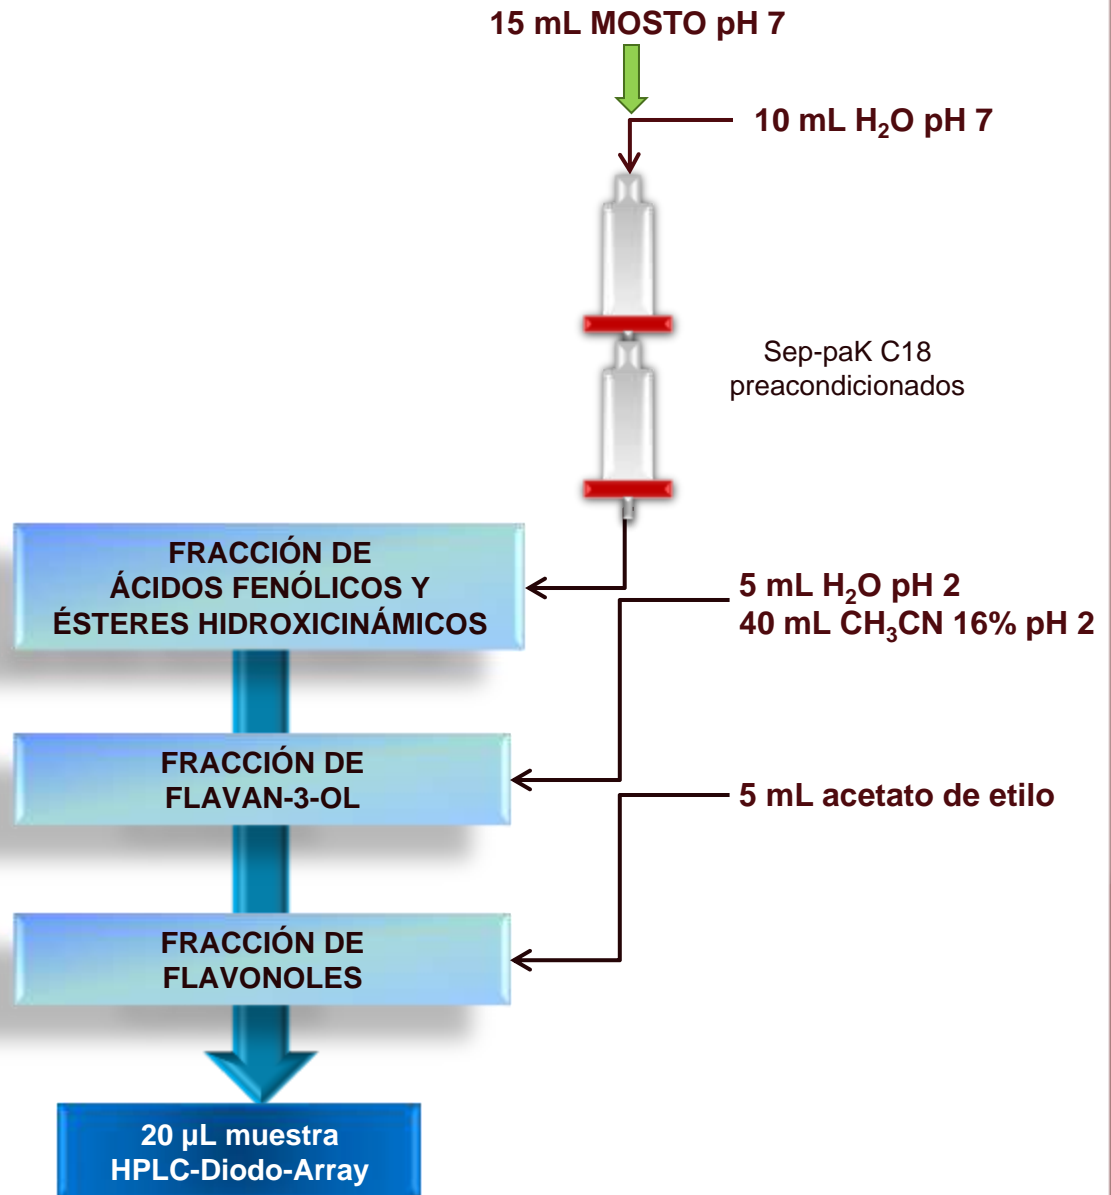 15 mL MOSTO pH 7
10 mL H₂O pH 7
Sep-paK C18
preacondicionados
FRACCIÓN DE
ÁCIDOS FENÓLICOS Y
ÉSTERES HIDROXICINÁMICOS
5 mL H₂O pH 2
40 mL CH₃CN 16% pH 2
FRACCIÓN DE
FLAVAN-3-OL
5 mL acetato de etilo
FRACCIÓN DE
FLAVONOLES
20 µL muestra
HPLC-Diodo-Array